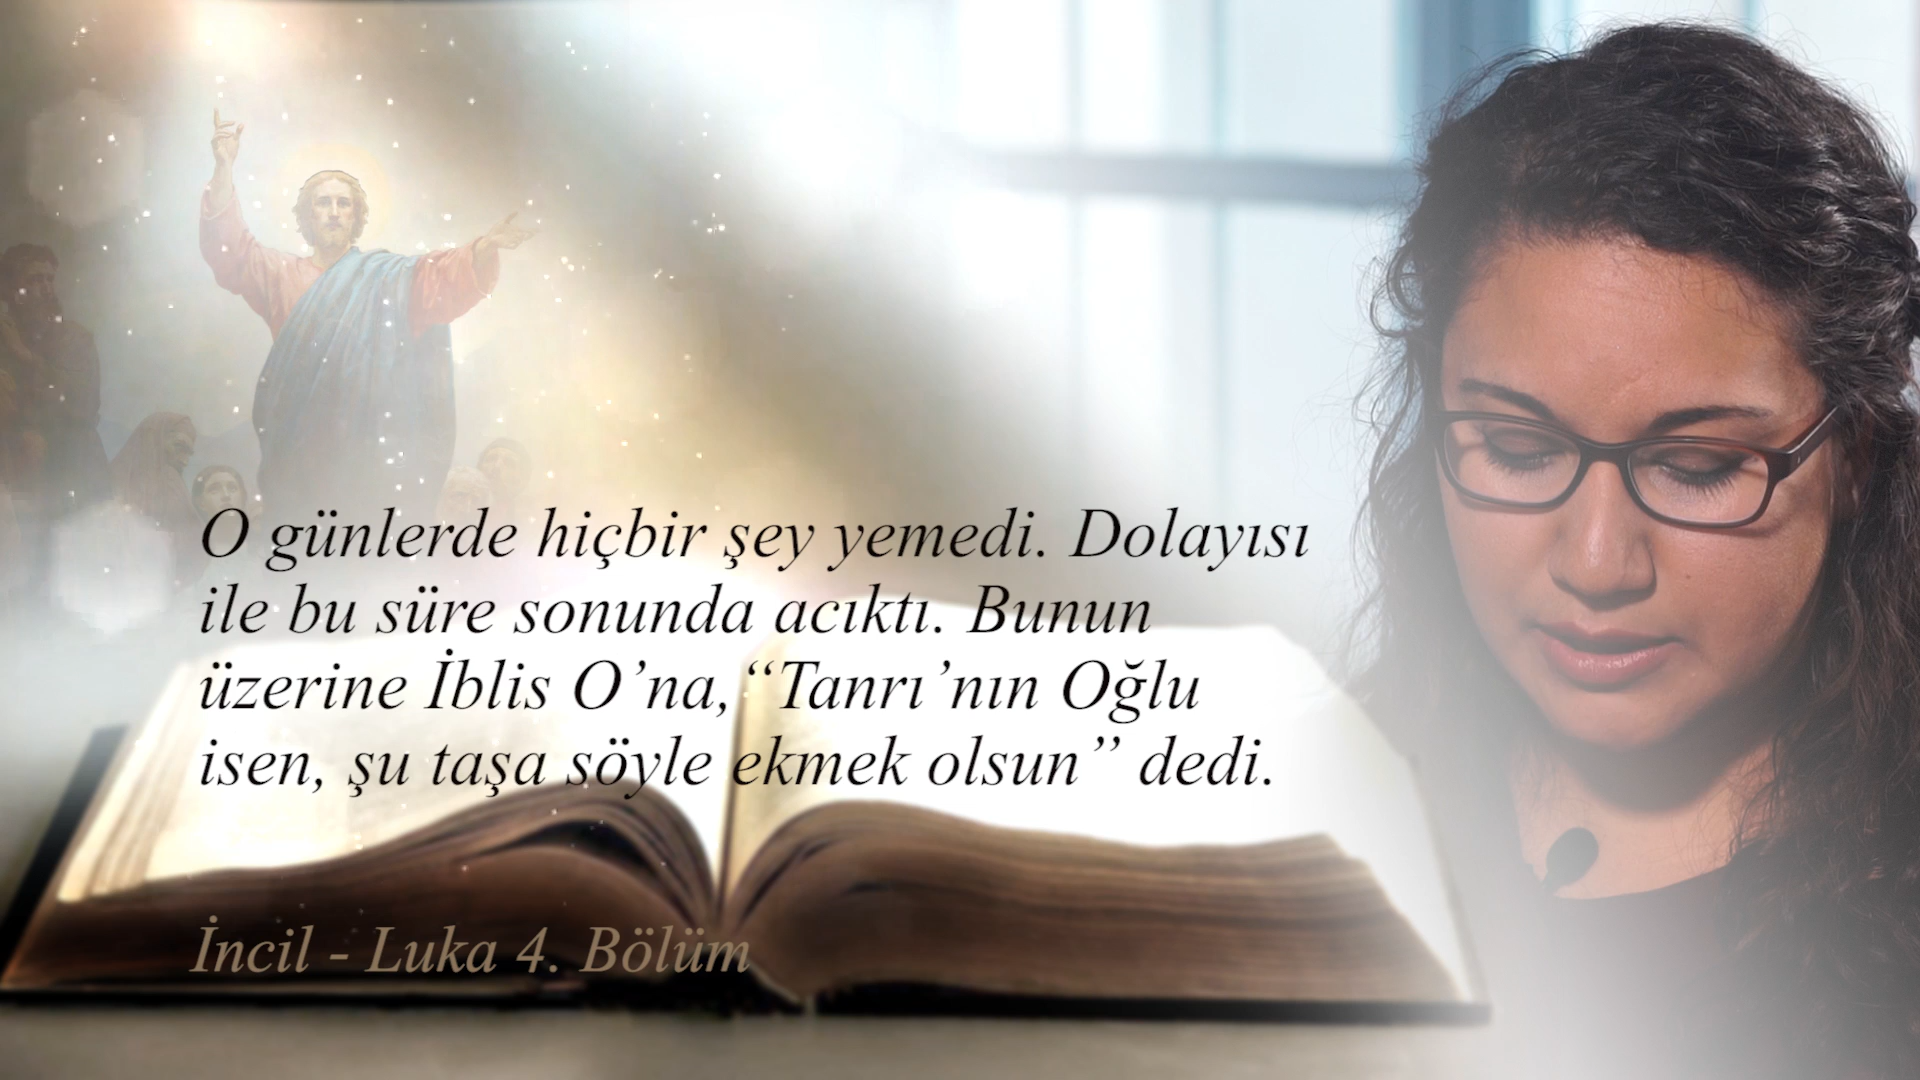 O günlerde hiçbir şey yemedi. Dolayısı
ile bu süre sonunda acıktı. Bunun
üzerine İblis O’na,“Tanrı’nın Oğlu
isen, şu taşa söyle ekmek olsun” dedi.
İncil - Luka 4. Bölüm